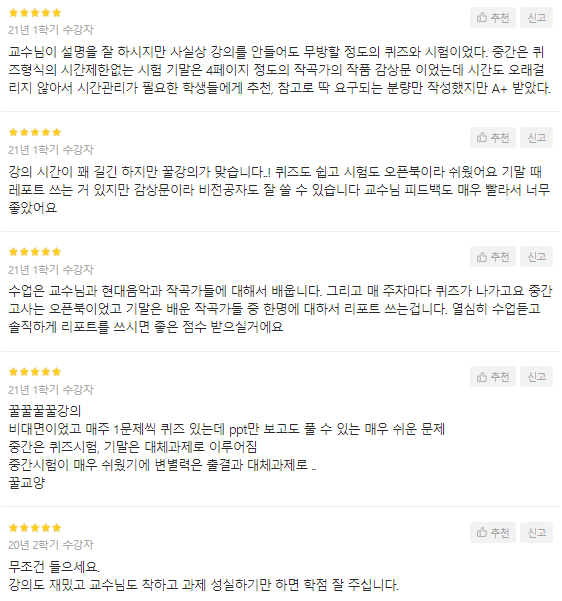 추천 신고
21년 1학기 수강자
교수님이 설명을 잘 하시지만 사실상 강의를 안들어도 무방할 정도의 퀴즈와 시험이었다. 중간은 퀴
즈형식의 시간제한없는 시험 기말은 4페이지 정도의 작곡가의 작품 감상문 이었는데 시간도 오래걸
리지 않아서 시간관리가 필요한 학생들에게 추천, 참고로 딱 요구되는 분량만 작성했지만 A+ 받았다.
추천 신고
21년 1학기 수강자
강의 시간이 꽤 길긴 하지만 꿀강의가 맞습니다..! 퀴즈도 쉽고 시험도 오픈북이라 쉬웠어요 기말 때
레포트 쓰는 거 있지만 감상문이라 비전공자도 잘 쓸 수 있습니다 교수님 피드백도 매우 빨라서 너무
좋았어요
추천 신고
21년 1학기 수강자
수업은 교수님과 현대음악과 작곡가들에 대해서 배웁니다. 그리고 매 주차마다 퀴즈가 나가고요 중간
고사는 오픈북이었고 기말은 배운 작곡가들 중 한명에 대하서 리포트 쓰는겁니다. 열심히 수업듣고
솔직하게 리포트를 쓰시면 좋은 점수 받으실거에요
추천 신고
21년 1학기 수강자
꿀꿀꿀꿀강의
비대면이었고 매주 1문제씩 퀴즈 있는데 ppt만 보고도 풀 수 있는 매우 쉬운 문제
중간은 퀴즈시험, 기말은 대체과제로 이루어짐
중간시험이 매우 쉬웠기에 변별력은 출결과 대체과제로 ..
꿀교양
추천 신고
20년 2학기 수강자
무조건 들으세요.
강의도 재밌고 교수님도 착하고 과제 성실하기만 하면 학점 잘 주십니다.